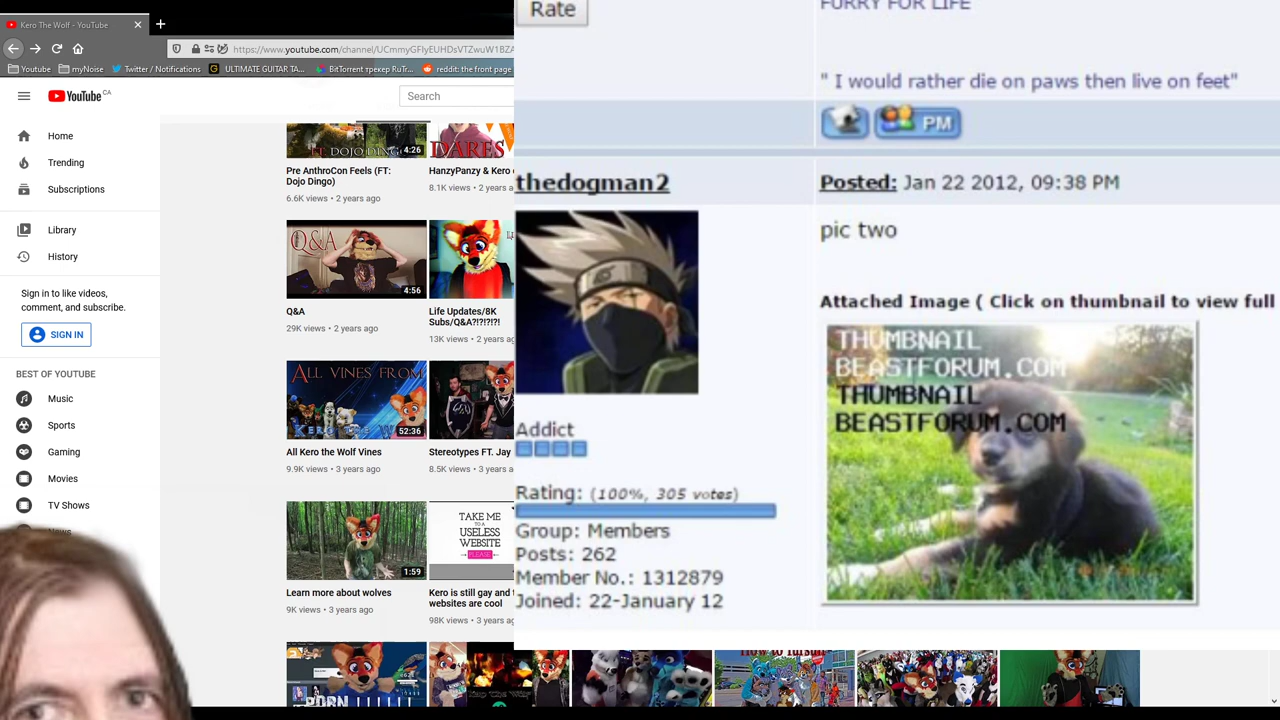 Kero The Wolf - YouTube
https://www.youtube.com/channel/UCmmyGFIyEUHDsVTZwuW1BZA
Youtube
myNoise
Twitter / Notifications
ULTIMATE GUITAR TA...
BitTorrent трекер RuTr...
reddit: the front page
YouTube CA
Search
Home
Trending
Subscriptions
Library
History
Sign in to like videos,
comment, and subscribe.
SIGN IN
BEST OF YOUTUBE
Music
Sports
Gaming
Movies
TV Shows
News
FT. DOJO DINGO
4:26
DARES
Pre AnthroCon Feels (FT:
Dojo Dingo)
6.6K views • 2 years ago
HanzyPanzy & Kero
8.1K views • 2 years a
Q&A
4:56
Q&A
29K views • 2 years ago
Life Updates/8K
Subs/Q&A?!?!?!?!
13K views • 2 years ag
ALL VINES FROM
52:36
All Kero the Wolf Vines
9.9K views • 3 years ago
Stereotypes FT. Jay
8.5K views • 3 years a
1:59
TAKE ME
TO A
USELESS
WEBSITE
PLEASE
Learn more about wolves
9K views • 3 years ago
Kero is still gay and
websites are cool
98K views • 3 years ag
Rate
FURRY FOR LIFE
" I would rather die on paws then live on feet"
PM
thedogman2
Posted: Jan 22 2012, 09:38 PM
pic two
Attached Image ( Click on thumbnail to view full
THUMBNAIL
BEASTFORUM.COM
THUMBNAIL
BEASTFORUM.COM
Addict
Rating: (100%, 305 votes)
Group: Members
Posts: 262
Member No.: 1312879
Joined: 22-January 12